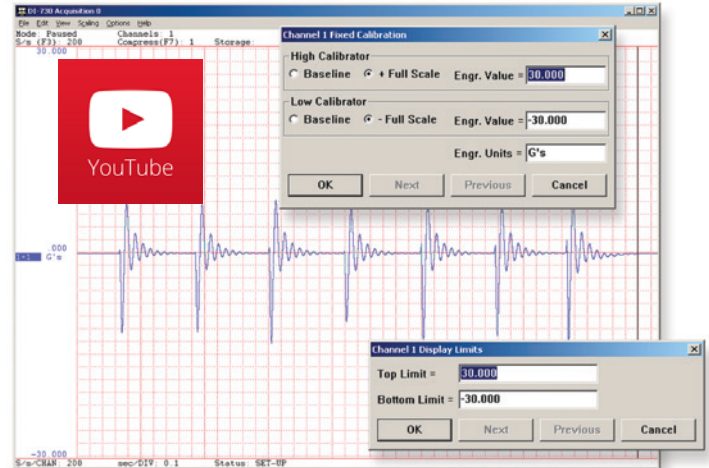 DI-730 Acquisition 0
File Edit View Scaling Options Help
Mode: Paused Channels: 1
S/s (F3): 200 Compress(F7): 1 Storage:
30.000
YouTube
Channel 1 Fixed Calibration
High Calibrator
Baseline + Full Scale Engr. Value = 30.000
Low Calibrator
Baseline - Full Scale Engr. Value = -30.000
Engr. Units = G's
OK Next Previous Cancel
.000
1=1 G's
Channel 1 Display Limits
Top Limit = 30.000
Bottom Limit = -30.000
OK Next Previous Cancel
-30.000
S/s/CHAN: 200 sec/DIV: 0.1 Status: SET-UP